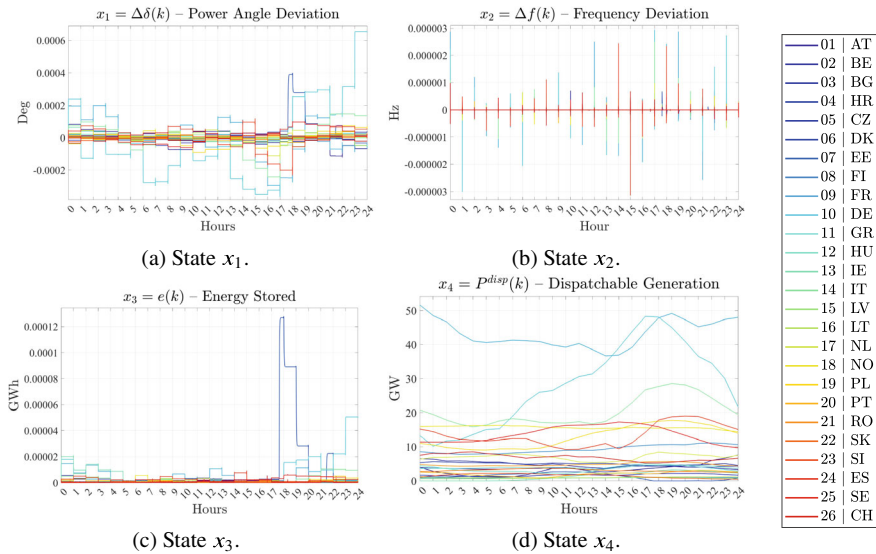 x₁ = Δδ(k) – Power Angle Deviation
0.0006
0.0004
0.0002
0
-0.0002
Deg
0 1 2 3 4 5 6 7 8 9 10 11 12 13 14 15 16 17 18 19 20 21 22 23 24
Hours
(a) State x₁.
x₂ = Δf(k) – Frequency Deviation
0.000003
0.000002
0.000001
0
-0.000001
-0.000002
-0.000003
Hz
0 1 2 3 4 5 6 7 8 9 10 11 12 13 14 15 16 17 18 19 20 21 22 23 24
Hour
(b) State x₂.
x₃ = e(k) – Energy Stored
0.00012
0.0001
0.00008
0.00006
0.00004
0.00002
0
GWh
0 1 2 3 4 5 6 7 8 9 10 11 12 13 14 15 16 17 18 19 20 21 22 23 24
Hours
(c) State x₃.
x₄ = Pᵈⁱˢᵖ(k) – Dispatchable Generation
50
40
30
20
10
0
GW
0 1 2 3 4 5 6 7 8 9 10 11 12 13 14 15 16 17 18 19 20 21 22 23 24
Hours
(d) State x₄.
01 | AT
02 | BE
03 | BG
04 | HR
05 | CZ
06 | DK
07 | EE
08 | FI
09 | FR
10 | DE
11 | GR
12 | HU
13 | IE
14 | IT
15 | LV
16 | LT
17 | NL
18 | NO
19 | PL
20 | PT
21 | RO
22 | SK
23 | SI
24 | ES
25 | SE
26 | CH